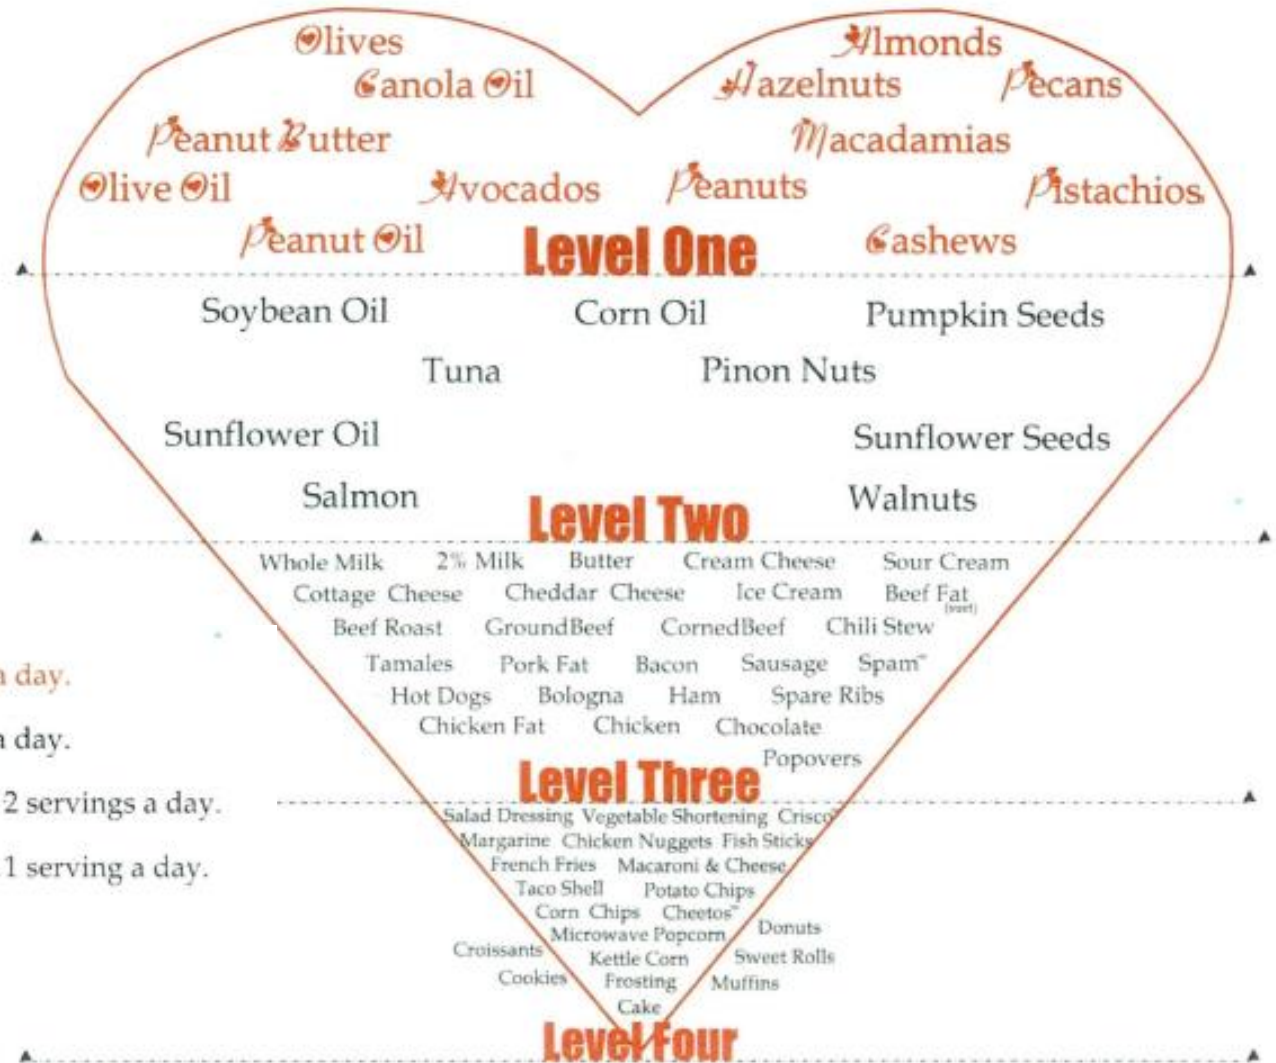 Olives Almonds
Canola Oil Hazelnuts Pecans
Peanut Butter Macadamias
Olive Oil Avocados Peanuts Pistachios
Peanut Oil Level One Cashews
Soybean Oil Corn Oil Pumpkin Seeds
Tuna Pinon Nuts
Sunflower Oil Sunflower Seeds
Salmon Walnuts
Level Two
Whole Milk 2% Milk Butter Cream Cheese Sour Cream
Cottage Cheese Cheddar Cheese Ice Cream Beef Fat
(suet)
Beef Roast GroundBeef CornedBeef Chili Stew
Tamales Pork Fat Bacon Sausage Spam™
Hot Dogs Bologna Ham Spare Ribs
Chicken Fat Chicken Chocolate
Popovers
Level Three
a day.
a day.
2 servings a day.
1 serving a day.
Salad Dressing Vegetable Shortening Crisco™
Margarine Chicken Nuggets Fish Sticks
French Fries Macaroni & Cheese
Taco Shell Potato Chips
Corn Chips Cheetos™
Microwave Popcorn Donuts
Croissants Kettle Corn Sweet Rolls
Cookies Frosting Muffins
Cake
Level Four